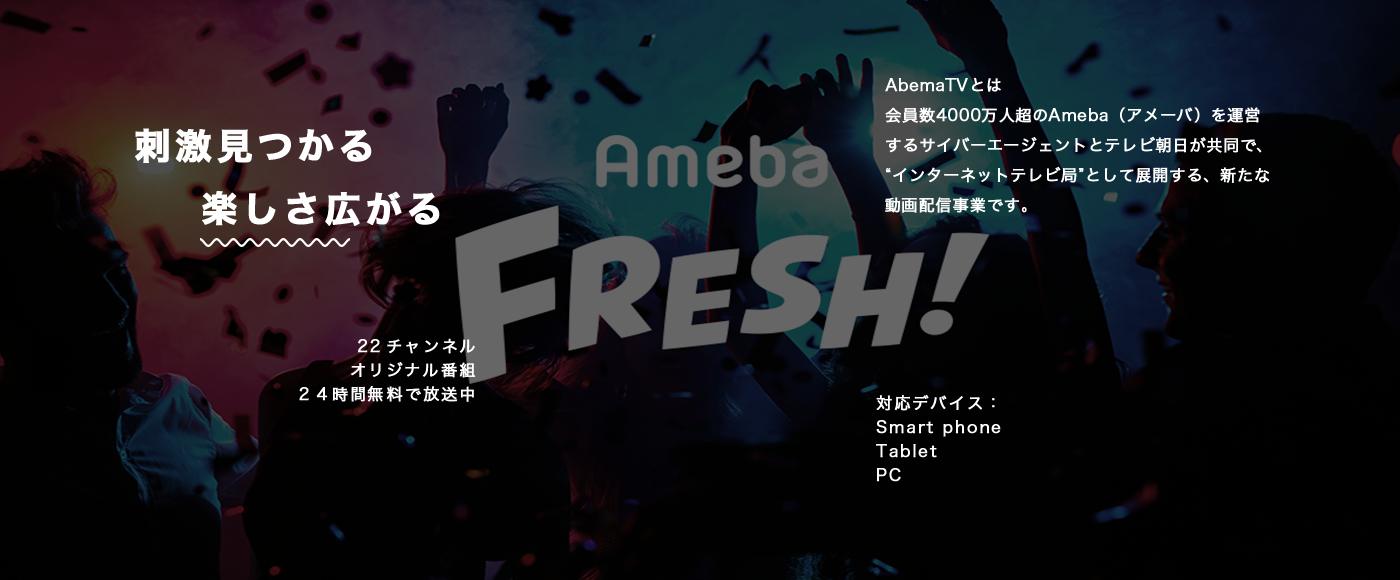 刺激見つかる
楽しさ広がる
22チャンネル
オリジナル番組
２４時間無料で放送中
Ameba
FRESH!
AbemaTVとは
会員数4000万人超のAmeba（アメーバ）を運営
するサイバーエージェントとテレビ朝日が共同で、
“インターネットテレビ局”として展開する、新たな
動画配信事業です。
対応デバイス：
Smart phone
Tablet
PC